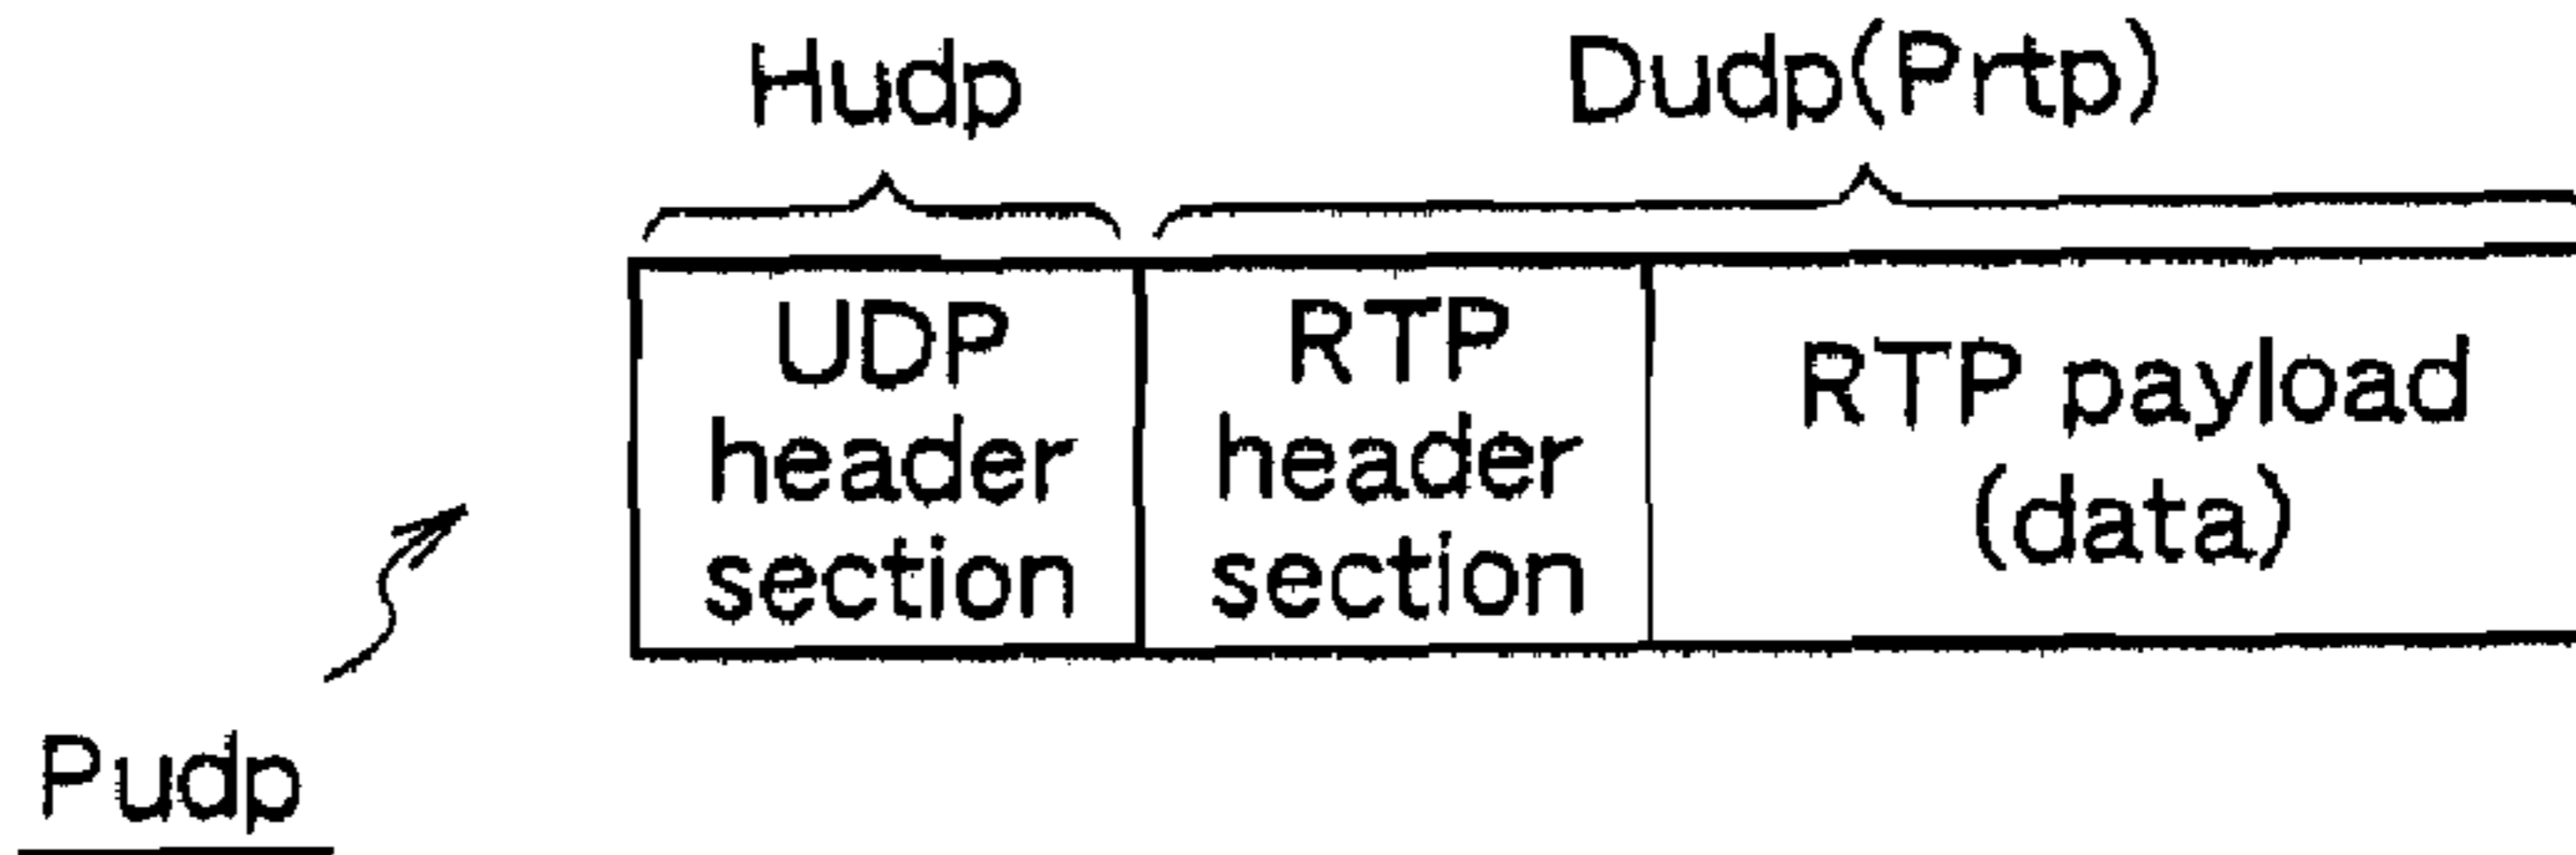 Hudp
Dudp(Prtp)
UDP
header
section
RTP
header
section
RTP payload
(data)
Pudp